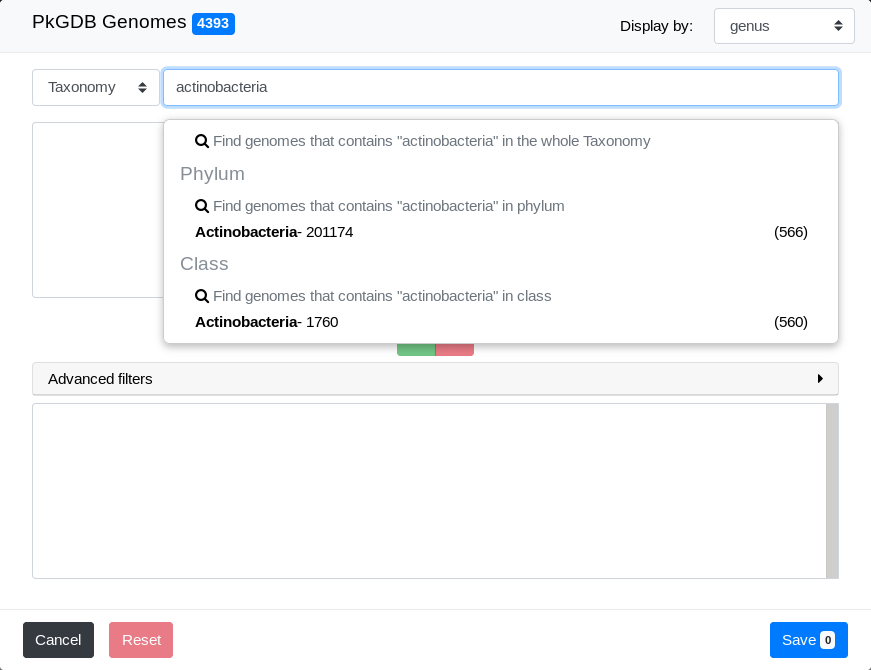 PkGDB Genomes 4393
Display by: genus
Taxonomy actinobacteria
Find genomes that contains "actinobacteria" in the whole Taxonomy
Phylum
Find genomes that contains "actinobacteria" in phylum
Actinobacteria- 201174 (566)
Class
Find genomes that contains "actinobacteria" in class
Actinobacteria- 1760 (560)
Advanced filters
Cancel Reset Save 0